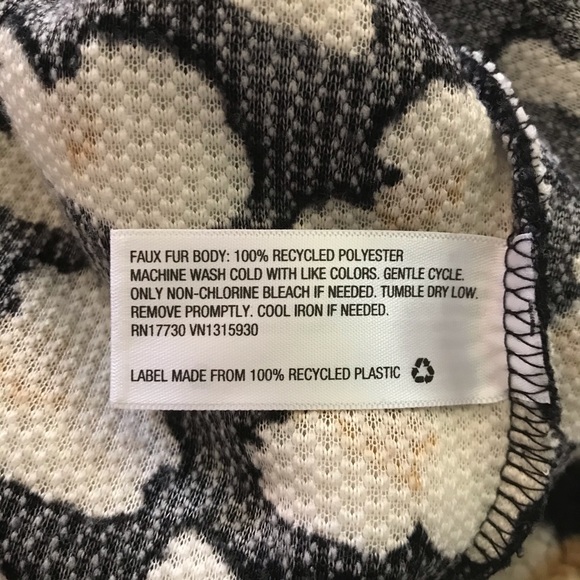 FAUX FUR BODY: 100% RECYCLED POLYESTER
MACHINE WASH COLD WITH LIKE COLORS. GENTLE CYCLE.
ONLY NON-CHLORINE BLEACH IF NEEDED. TUMBLE DRY LOW.
REMOVE PROMPTLY. COOL IRON IF NEEDED.
RN17730 VN1315930
LABEL MADE FROM 100% RECYCLED PLASTIC